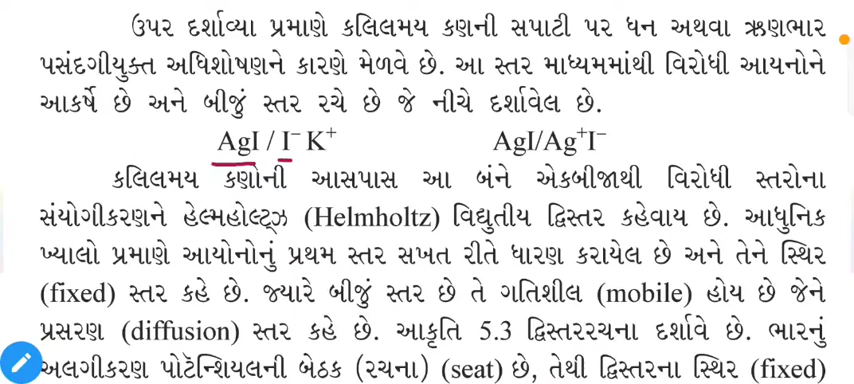 ઉપર દર્શાવ્યા પ્રમાણે કલિલમય કણની સપાટી પર ધન અથવા ઋણભાર
પસંદગીયુક્ત અધિશોષણને કારણે મેળવે છે. આ સ્તર માધ્યમમાંથી વિરોધી આયનોને
આકર્ષે છે અને બીજું સ્તર રચે છે જે નીચે દર્શાવેલ છે.
AgI / I⁻ K⁺ AgI/Ag⁺I⁻
કલિલમય કણોની આસપાસ આ બંને એકબીજાથી વિરોધી સ્તરોના
સંયોગીકરણને હેલ્મહોલ્ટ્ઝ (Helmholtz) વિદ્યુતીય દ્વિસ્તર કહેવાય છે. આધુનિક
ખ્યાલો પ્રમાણે આયોનોનું પ્રથમ સ્તર સખત રીતે ધારણ કરાયેલ છે અને તેને સ્થિર
(fixed) સ્તર કહે છે. જ્યારે બીજું સ્તર છે તે ગતિશીલ (mobile) હોય છે જેને
પ્રસરણ (diffusion) સ્તર કહે છે. આકૃતિ 5.3 દ્વિસ્તરરચના દર્શાવે છે. ભારનું
અલગીકરણ પોટૅન્શિયલની બેઠક (રચના) (seat) છે, તેથી દ્વિસ્તરના સ્થિર (fixed)